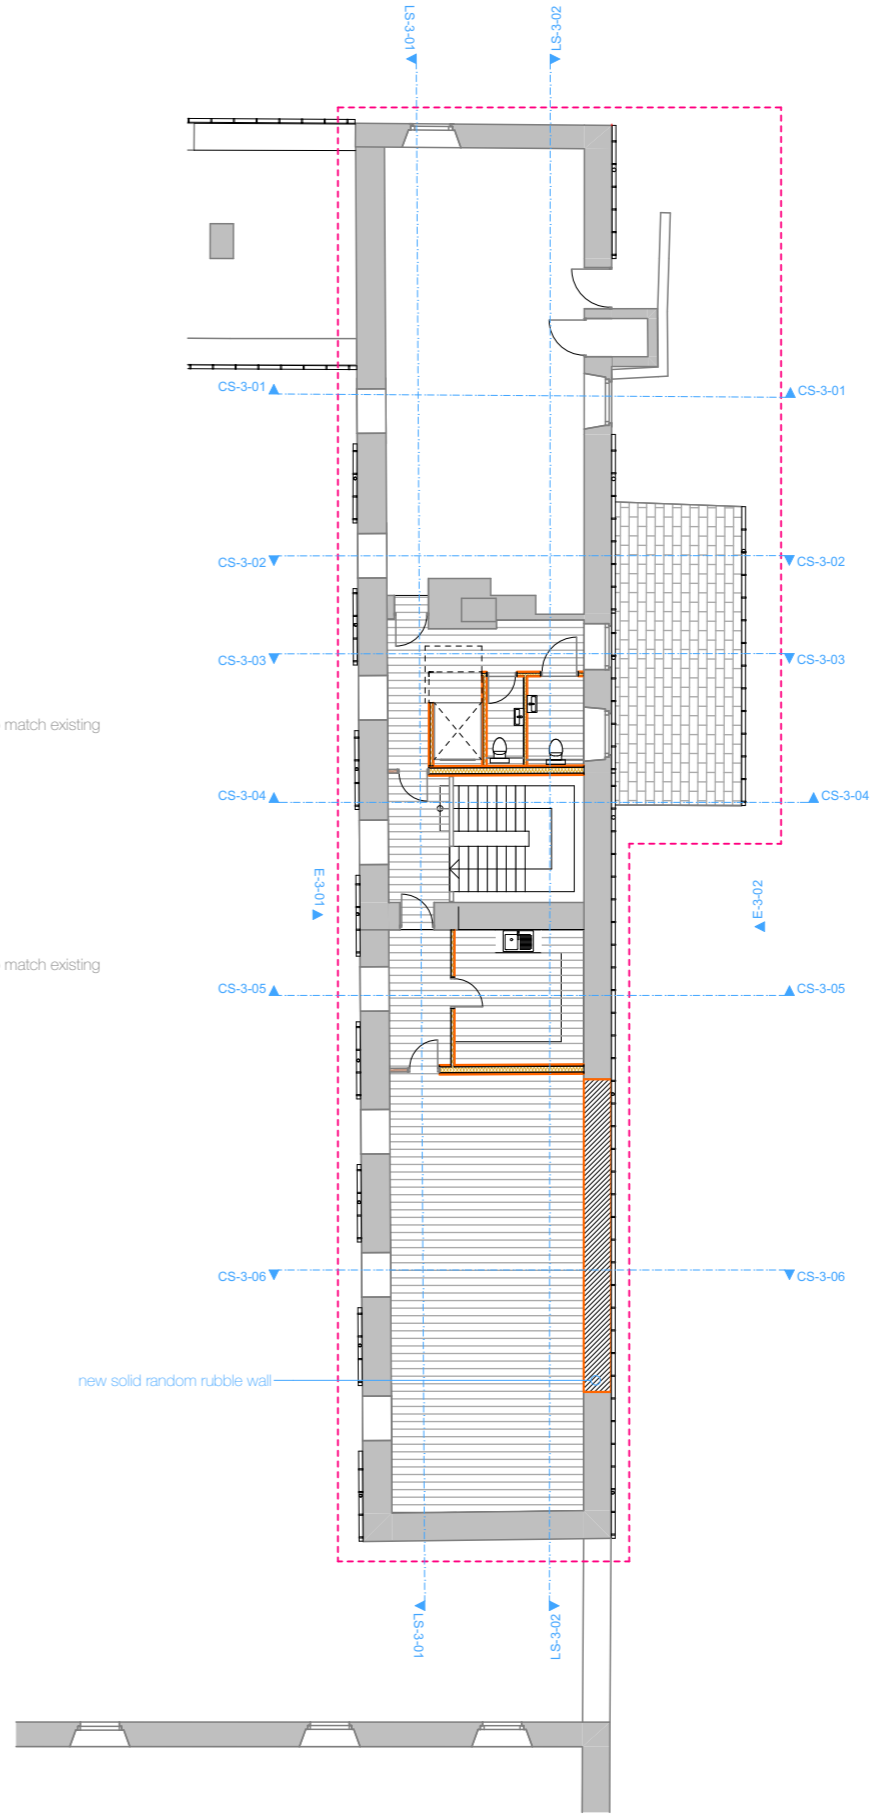 LS-3-01
LS-3-02
CS-3-01
CS-3-01
CS-3-02
CS-3-02
CS-3-03
CS-3-03
match existing
CS-3-04
CS-3-04
E-3-01
E-3-02
match existing
CS-3-05
CS-3-05
CS-3-06
CS-3-06
new solid random rubble wall
LS-3-01
LS-3-02